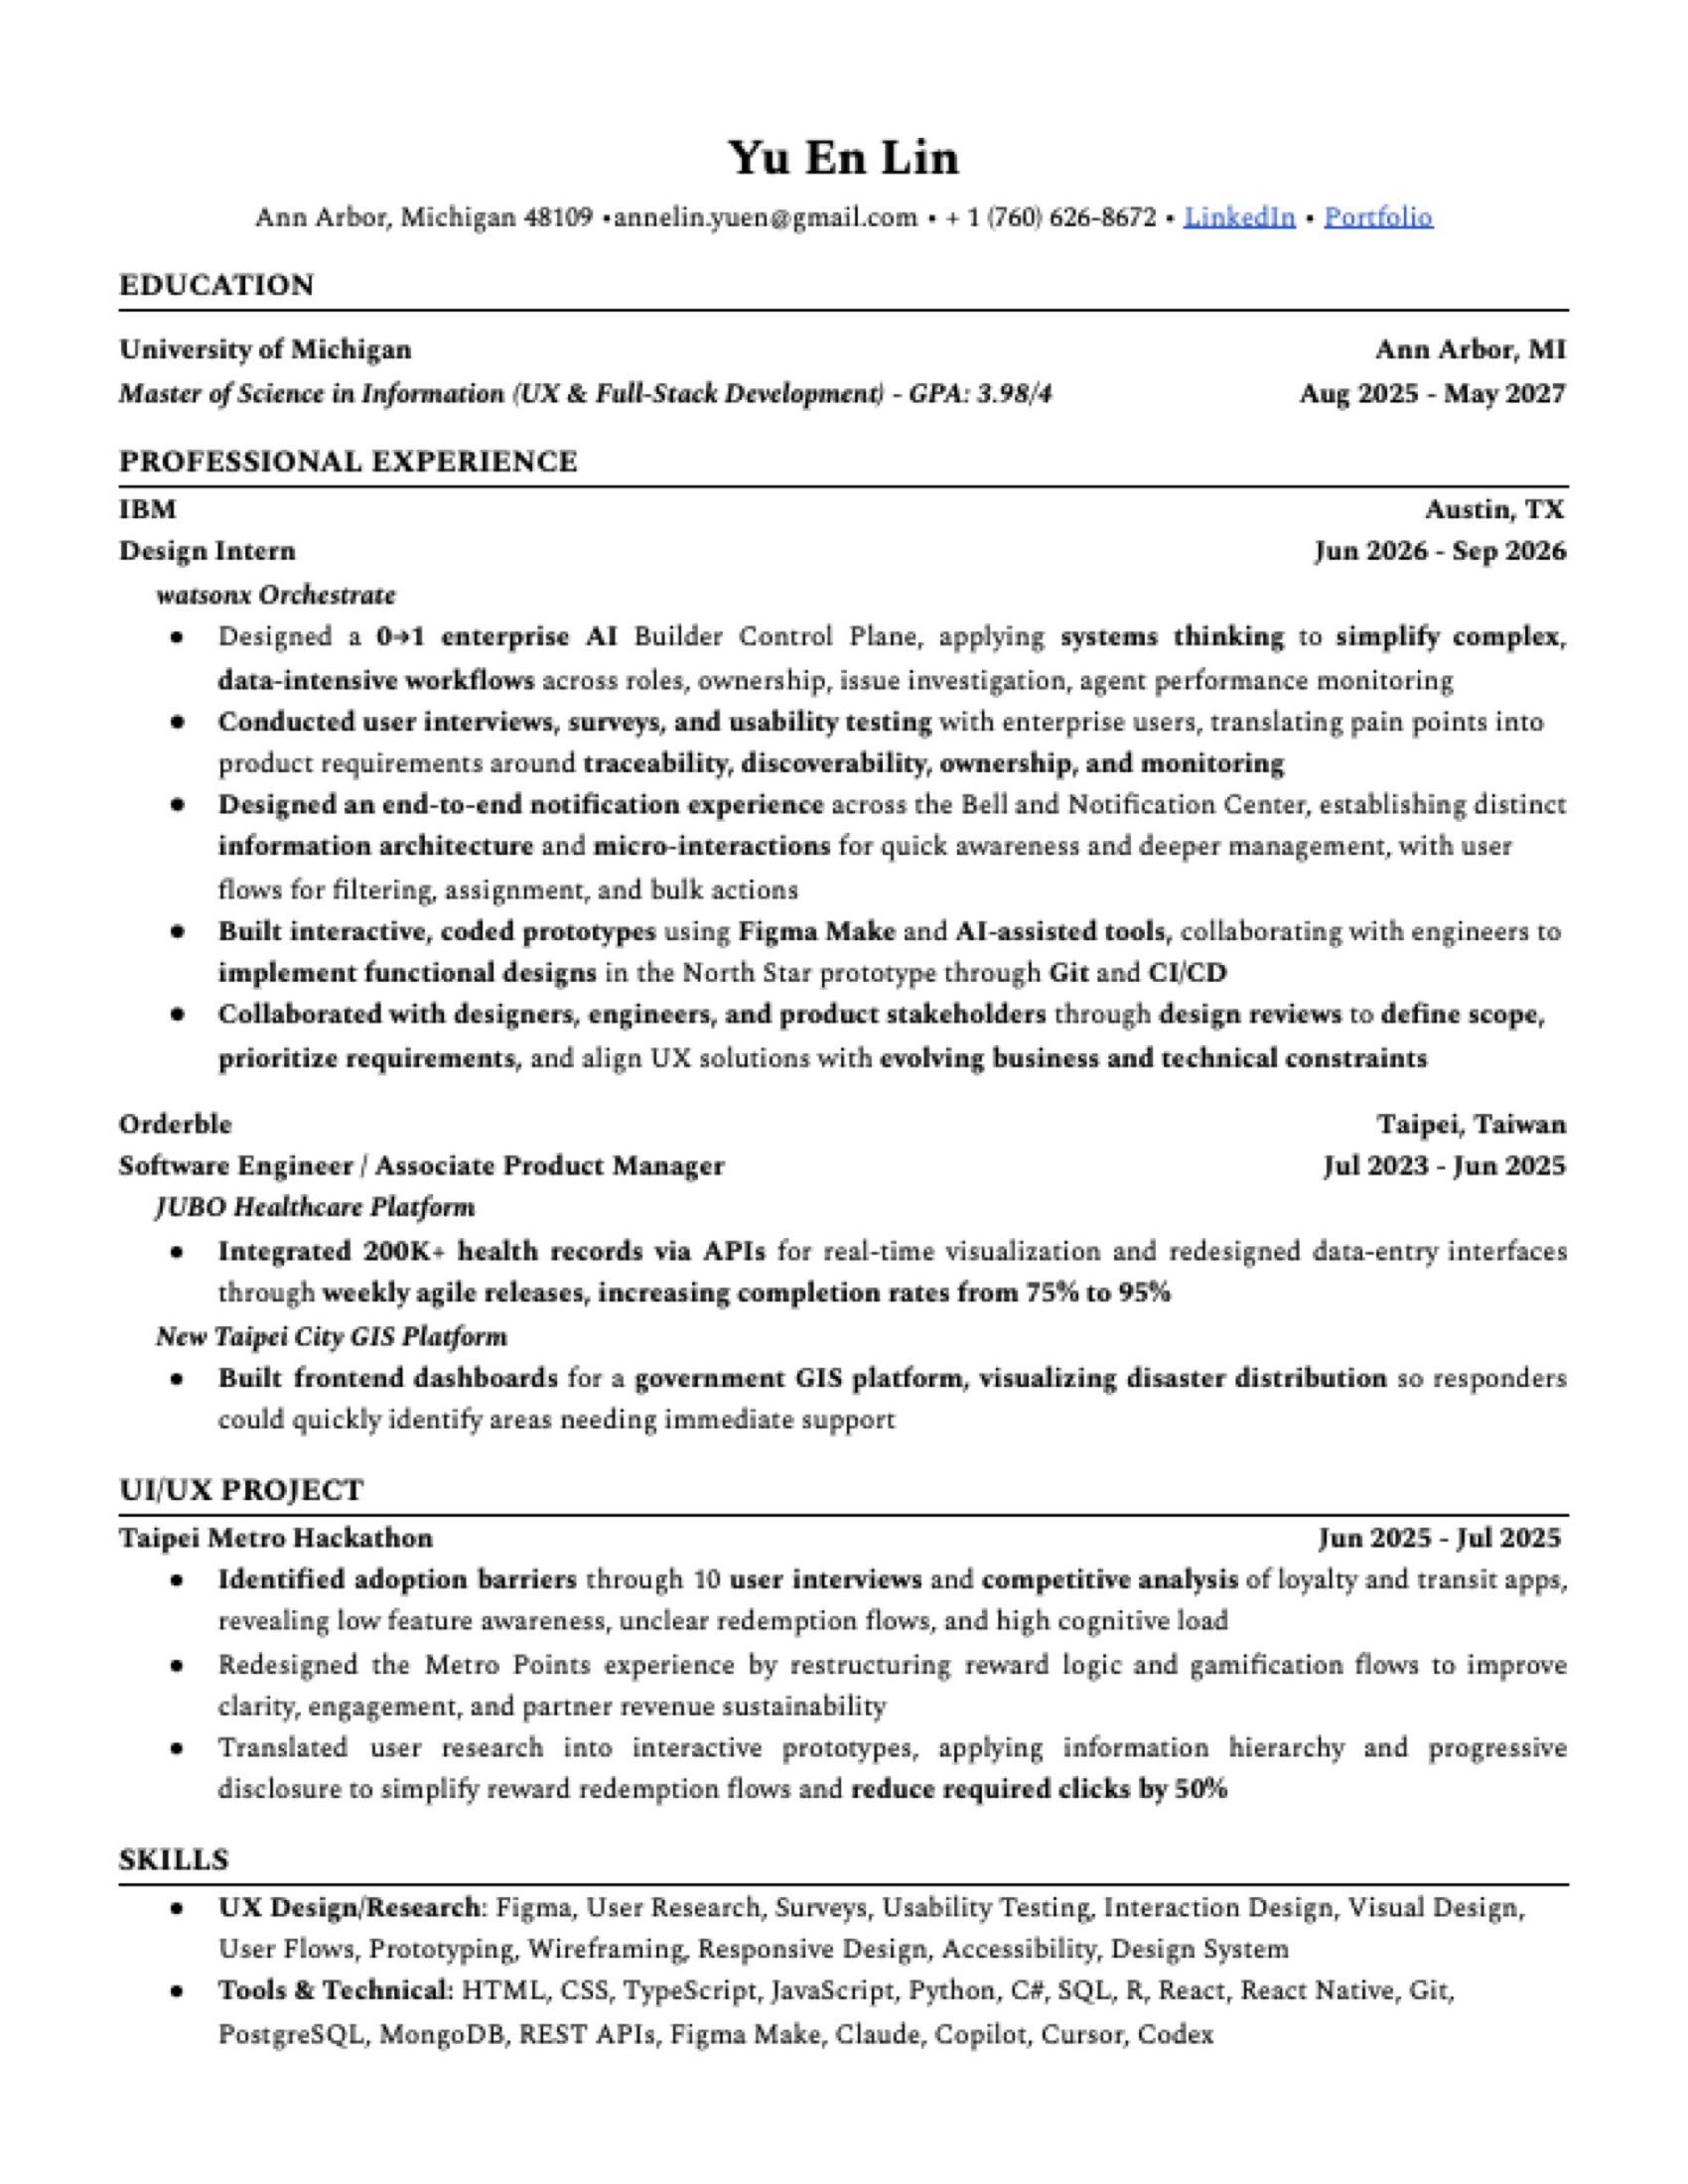 Yu En Lin
Ann Arbor, Michigan 48109 •annelin.yuen@gmail.com • + 1 (760) 626-8672 • LinkedIn • Portfolio
EDUCATION
University of Michigan Ann Arbor, MI
Master of Science in Information (UX & Full-Stack Development) - GPA: 3.98/4 Aug 2025 - May 2027
PROFESSIONAL EXPERIENCE
IBM Austin, TX
Design Intern Jun 2026 - Sep 2026
watsonx Orchestrate
● Designed a 0→1 enterprise AI Builder Control Plane, applying systems thinking to simplify complex,
data-intensive workflows across roles, ownership, issue investigation, agent performance monitoring
● Conducted user interviews, surveys, and usability testing with enterprise users, translating pain points into
product requirements around traceability, discoverability, ownership, and monitoring
● Designed an end-to-end notification experience across the Bell and Notification Center, establishing distinct
information architecture and micro-interactions for quick awareness and deeper management, with user
flows for filtering, assignment, and bulk actions
● Built interactive, coded prototypes using Figma Make and AI-assisted tools, collaborating with engineers to
implement functional designs in the North Star prototype through Git and CI/CD
● Collaborated with designers, engineers, and product stakeholders through design reviews to define scope,
prioritize requirements, and align UX solutions with evolving business and technical constraints
Orderble Taipei, Taiwan
Software Engineer / Associate Product Manager Jul 2023 - Jun 2025
JUBO Healthcare Platform
● Integrated 200K+ health records via APIs for real-time visualization and redesigned data-entry interfaces
through weekly agile releases, increasing completion rates from 75% to 95%
New Taipei City GIS Platform
● Built frontend dashboards for a government GIS platform, visualizing disaster distribution so responders
could quickly identify areas needing immediate support
UI/UX PROJECT
Taipei Metro Hackathon Jun 2025 - Jul 2025
● Identified adoption barriers through 10 user interviews and competitive analysis of loyalty and transit apps,
revealing low feature awareness, unclear redemption flows, and high cognitive load
● Redesigned the Metro Points experience by restructuring reward logic and gamification flows to improve
clarity, engagement, and partner revenue sustainability
● Translated user research into interactive prototypes, applying information hierarchy and progressive
disclosure to simplify reward redemption flows and reduce required clicks by 50%
SKILLS
● UX Design/Research: Figma, User Research, Surveys, Usability Testing, Interaction Design, Visual Design,
User Flows, Prototyping, Wireframing, Responsive Design, Accessibility, Design System
● Tools & Technical: HTML, CSS, TypeScript, JavaScript, Python, C#, SQL, R, React, React Native, Git,
PostgreSQL, MongoDB, REST APIs, Figma Make, Claude, Copilot, Cursor, Codex